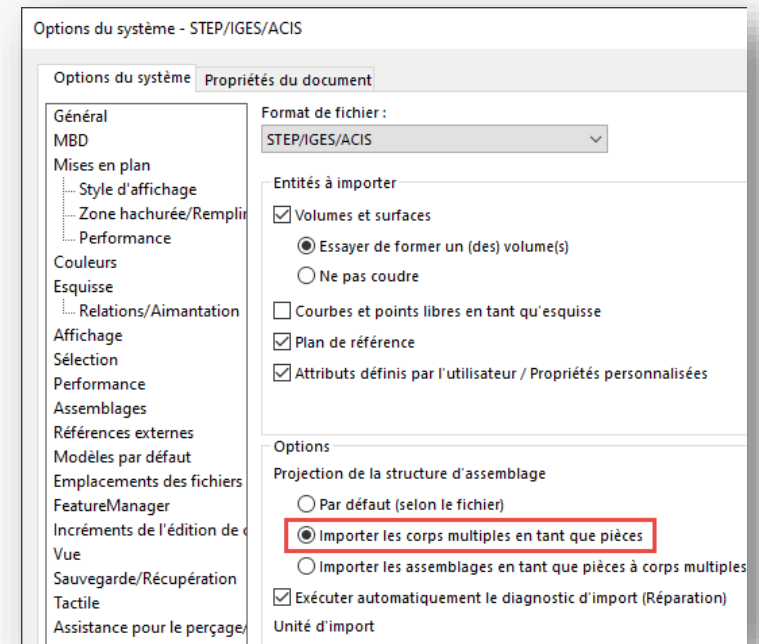 Options du système - STEP/IGES/ACIS
Options du système
Propriétés du document
Général
MBD
Mises en plan
Style d'affichage
Zone hachurée/Remplir
Performance
Couleurs
Esquisse
Relations/Aimantation
Affichage
Sélection
Performance
Assemblages
Références externes
Modèles par défaut
Emplacements des fichiers
FeatureManager
Incréments de l'édition de
Vue
Sauvegarde/Récupération
Tactile
Assistance pour le perçage/
Format de fichier :
STEP/IGES/ACIS
Entités à importer
Volumes et surfaces
Essayer de former un (des) volume(s)
Ne pas coudre
Courbes et points libres en tant qu'esquisse
Plan de référence
Attributs définis par l'utilisateur / Propriétés personnalisées
Options
Projection de la structure d'assemblage
Par défaut (selon le fichier)
Importer les corps multiples en tant que pièces
Importer les assemblages en tant que pièces à corps multiples
Exécuter automatiquement le diagnostic d'import (Réparation)
Unité d'import